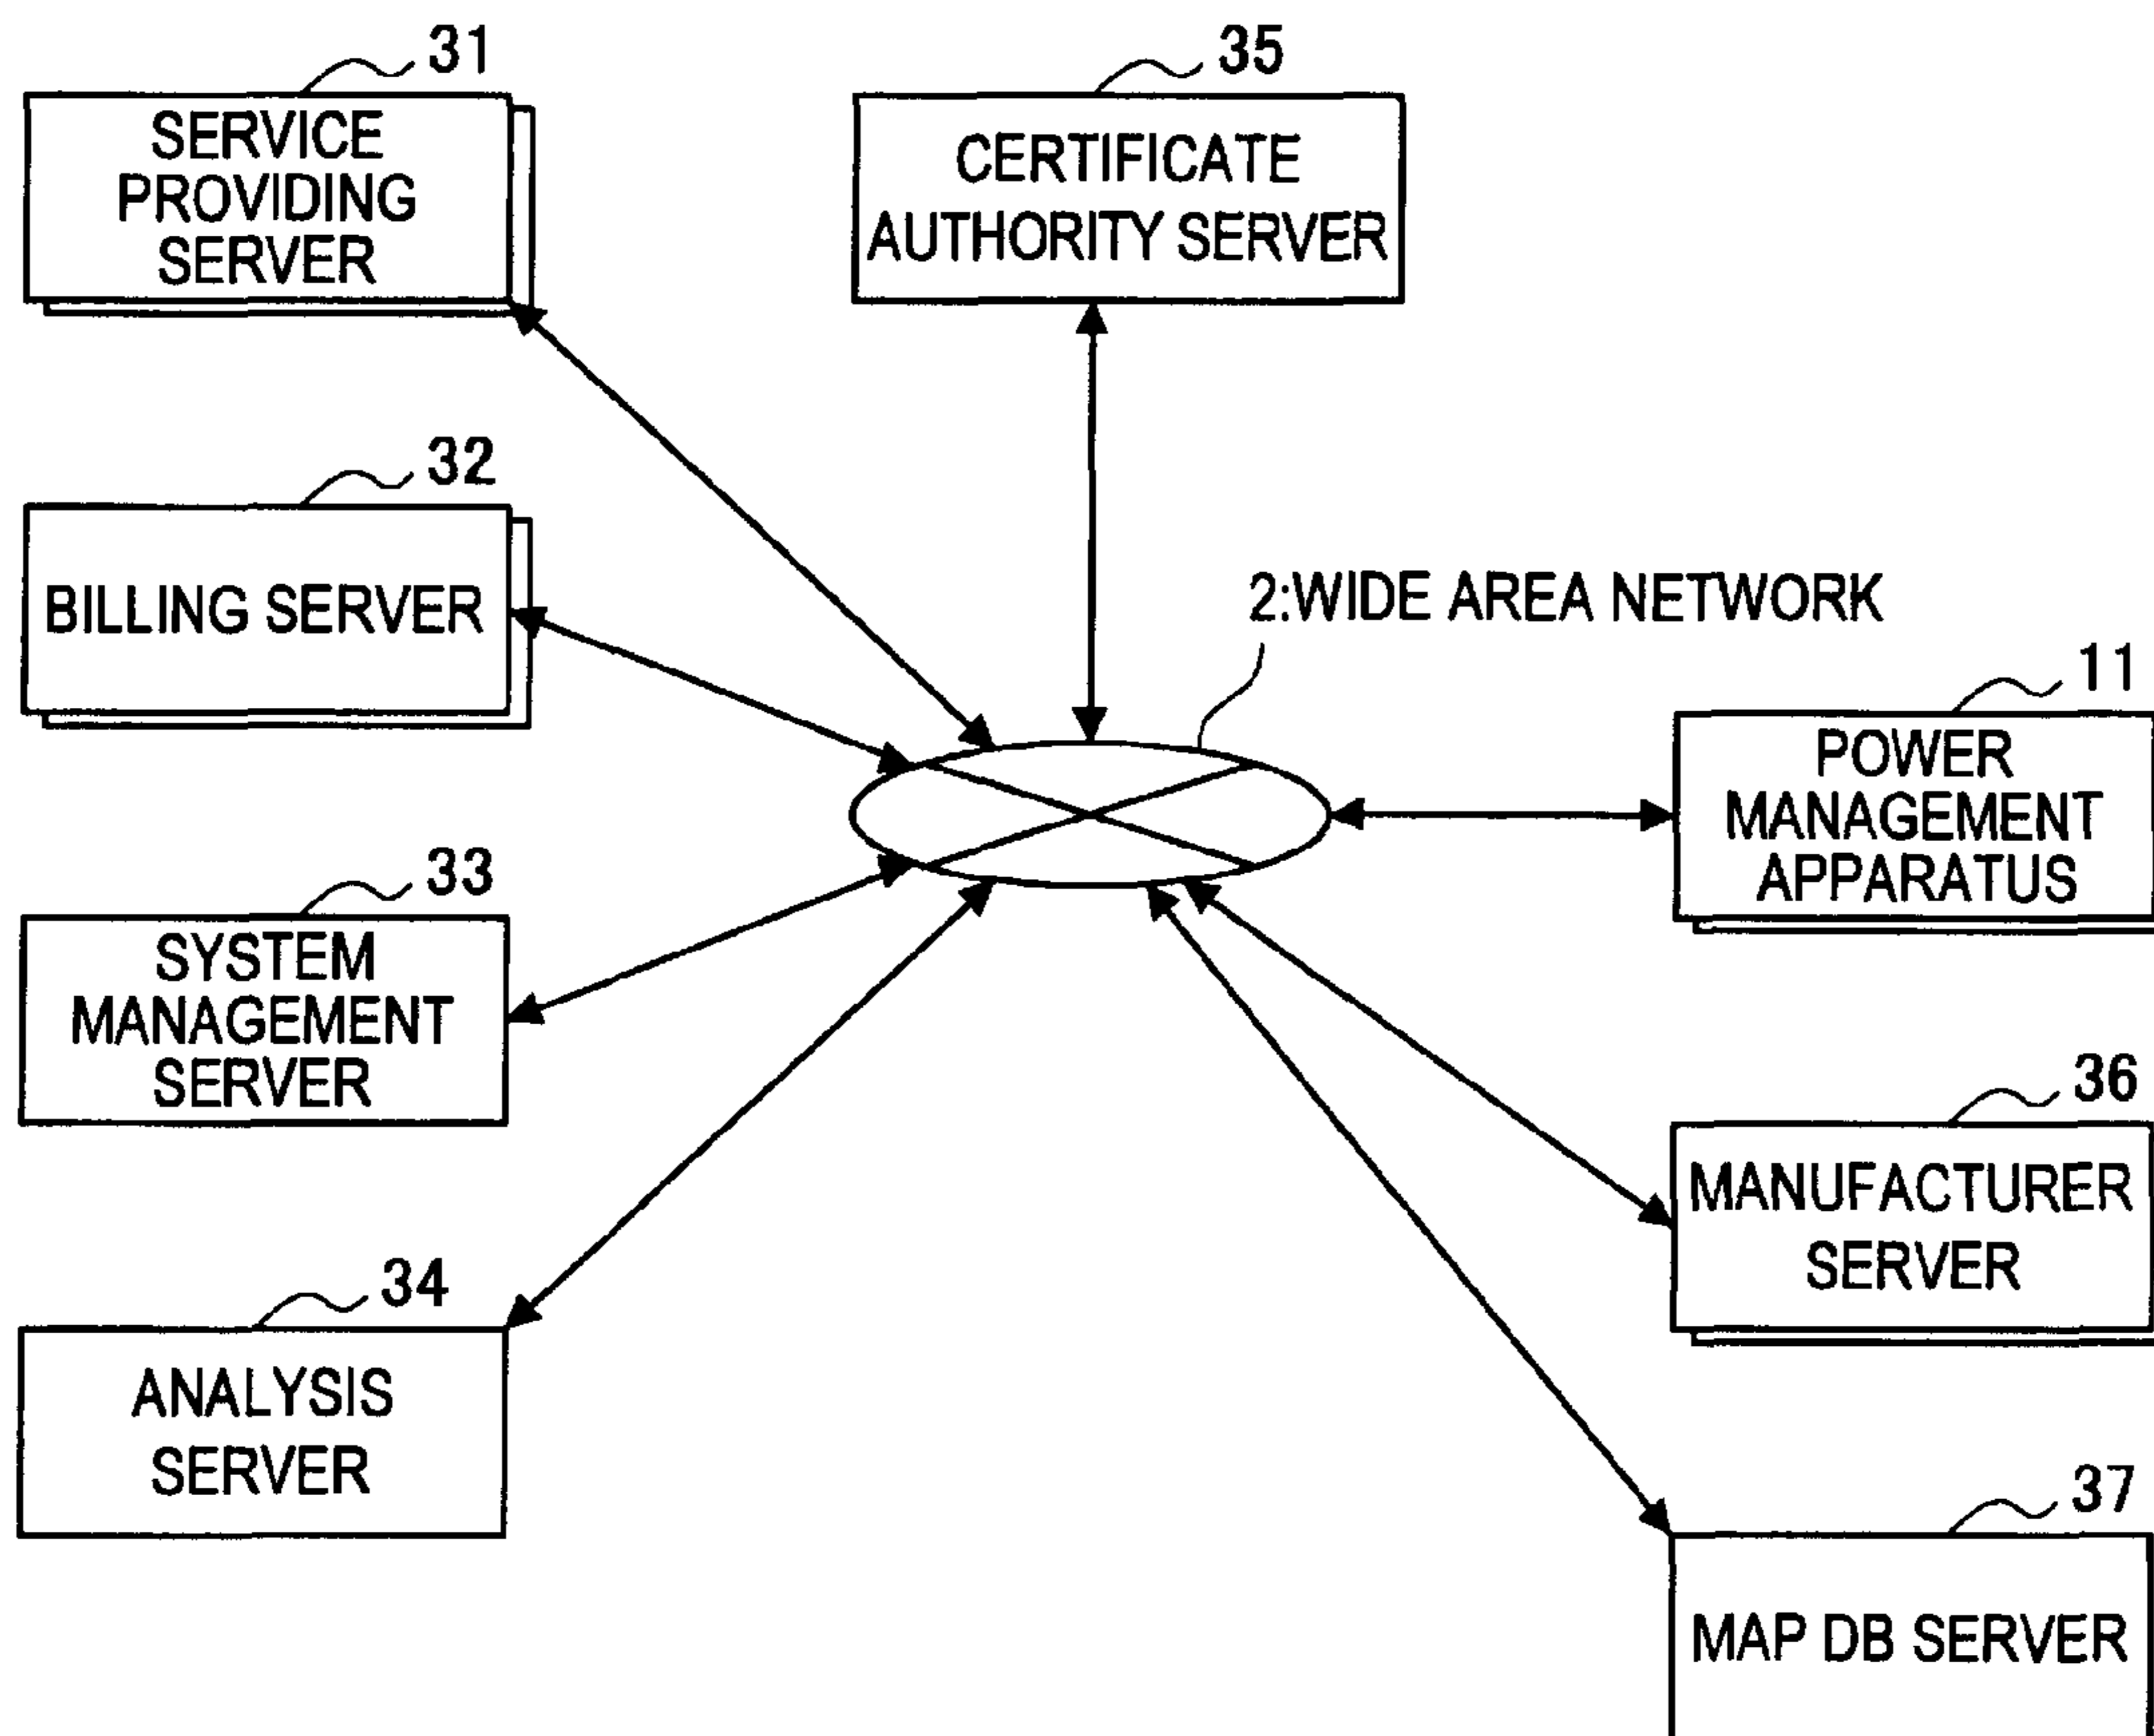 31
SERVICE
PROVIDING
SERVER
35
CERTIFICATE
AUTHORITY SERVER
32
BILLING SERVER
2:WIDE AREA NETWORK
11
POWER
MANAGEMENT
APPARATUS
33
SYSTEM
MANAGEMENT
SERVER
36
MANUFACTURER
SERVER
34
ANALYSIS
SERVER
37
MAP DB SERVER